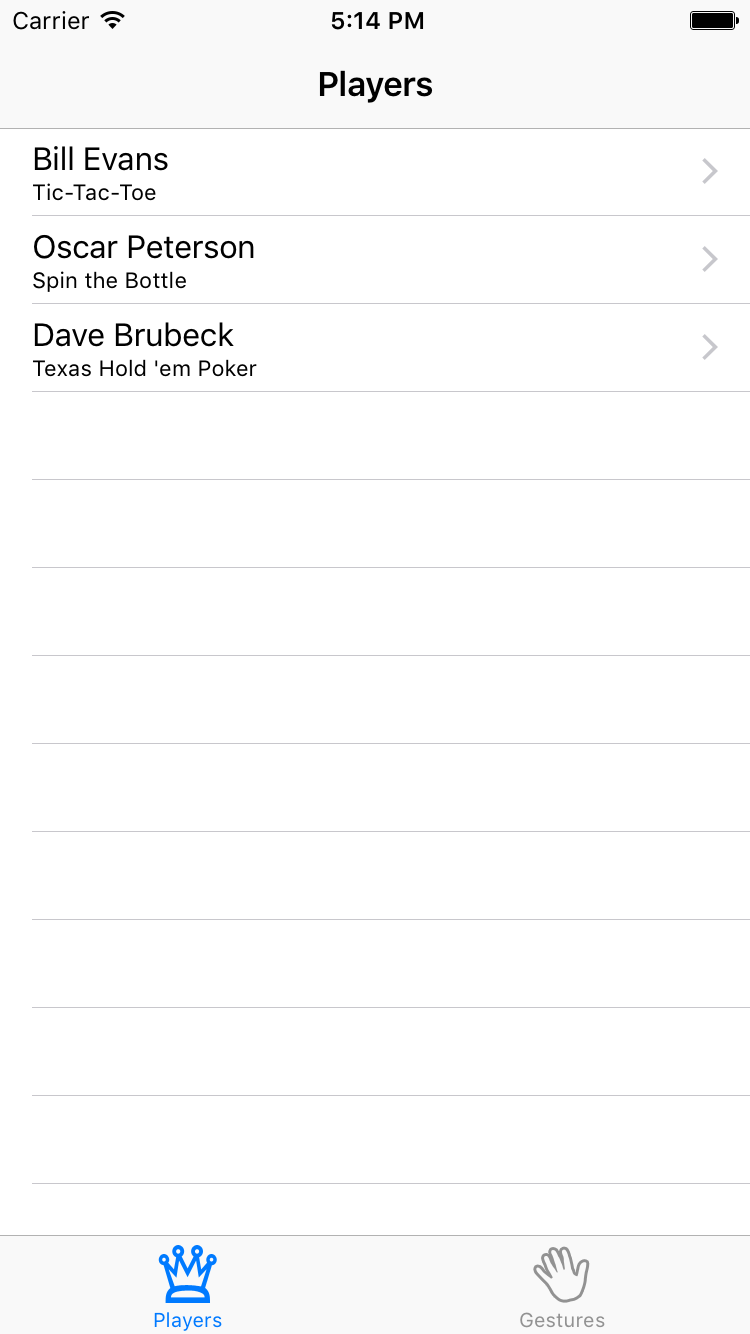 Carrier 5:14 PM
Players
Bill Evans
Tic-Tac-Toe
Oscar Peterson
Spin the Bottle
Dave Brubeck
Texas Hold 'em Poker
Players Gestures